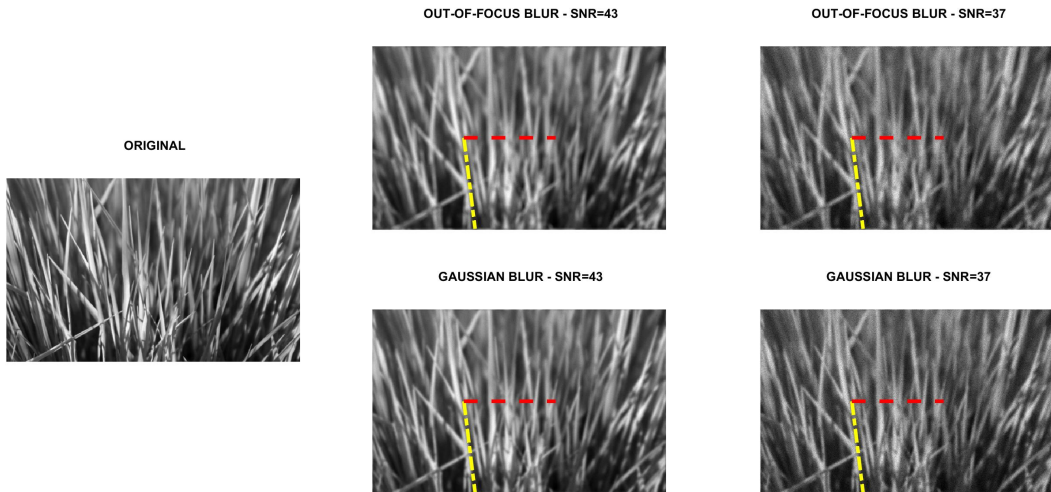 OUT-OF-FOCUS BLUR - SNR=43
OUT-OF-FOCUS BLUR - SNR=37
ORIGINAL
GAUSSIAN BLUR - SNR=43
GAUSSIAN BLUR - SNR=37